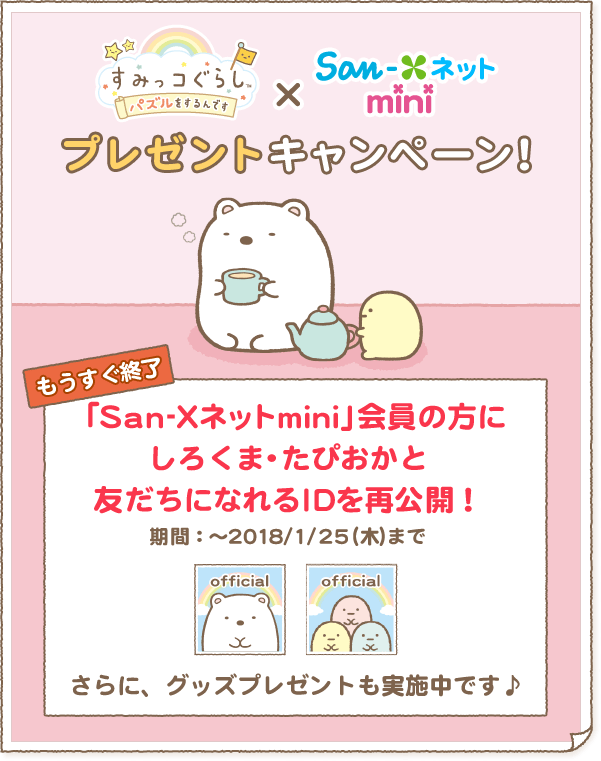 すみっコぐらし™
パズルをするんです
×
San-Xネット
mini
プレゼントキャンペーン!
もうすぐ終了
「San-Xネットmini」会員の方に
しろくま・たぴおかと
友だちになれるIDを再公開！
期間：～2018/1/25(木)まで
official official
さらに、グッズプレゼントも実施中です♪